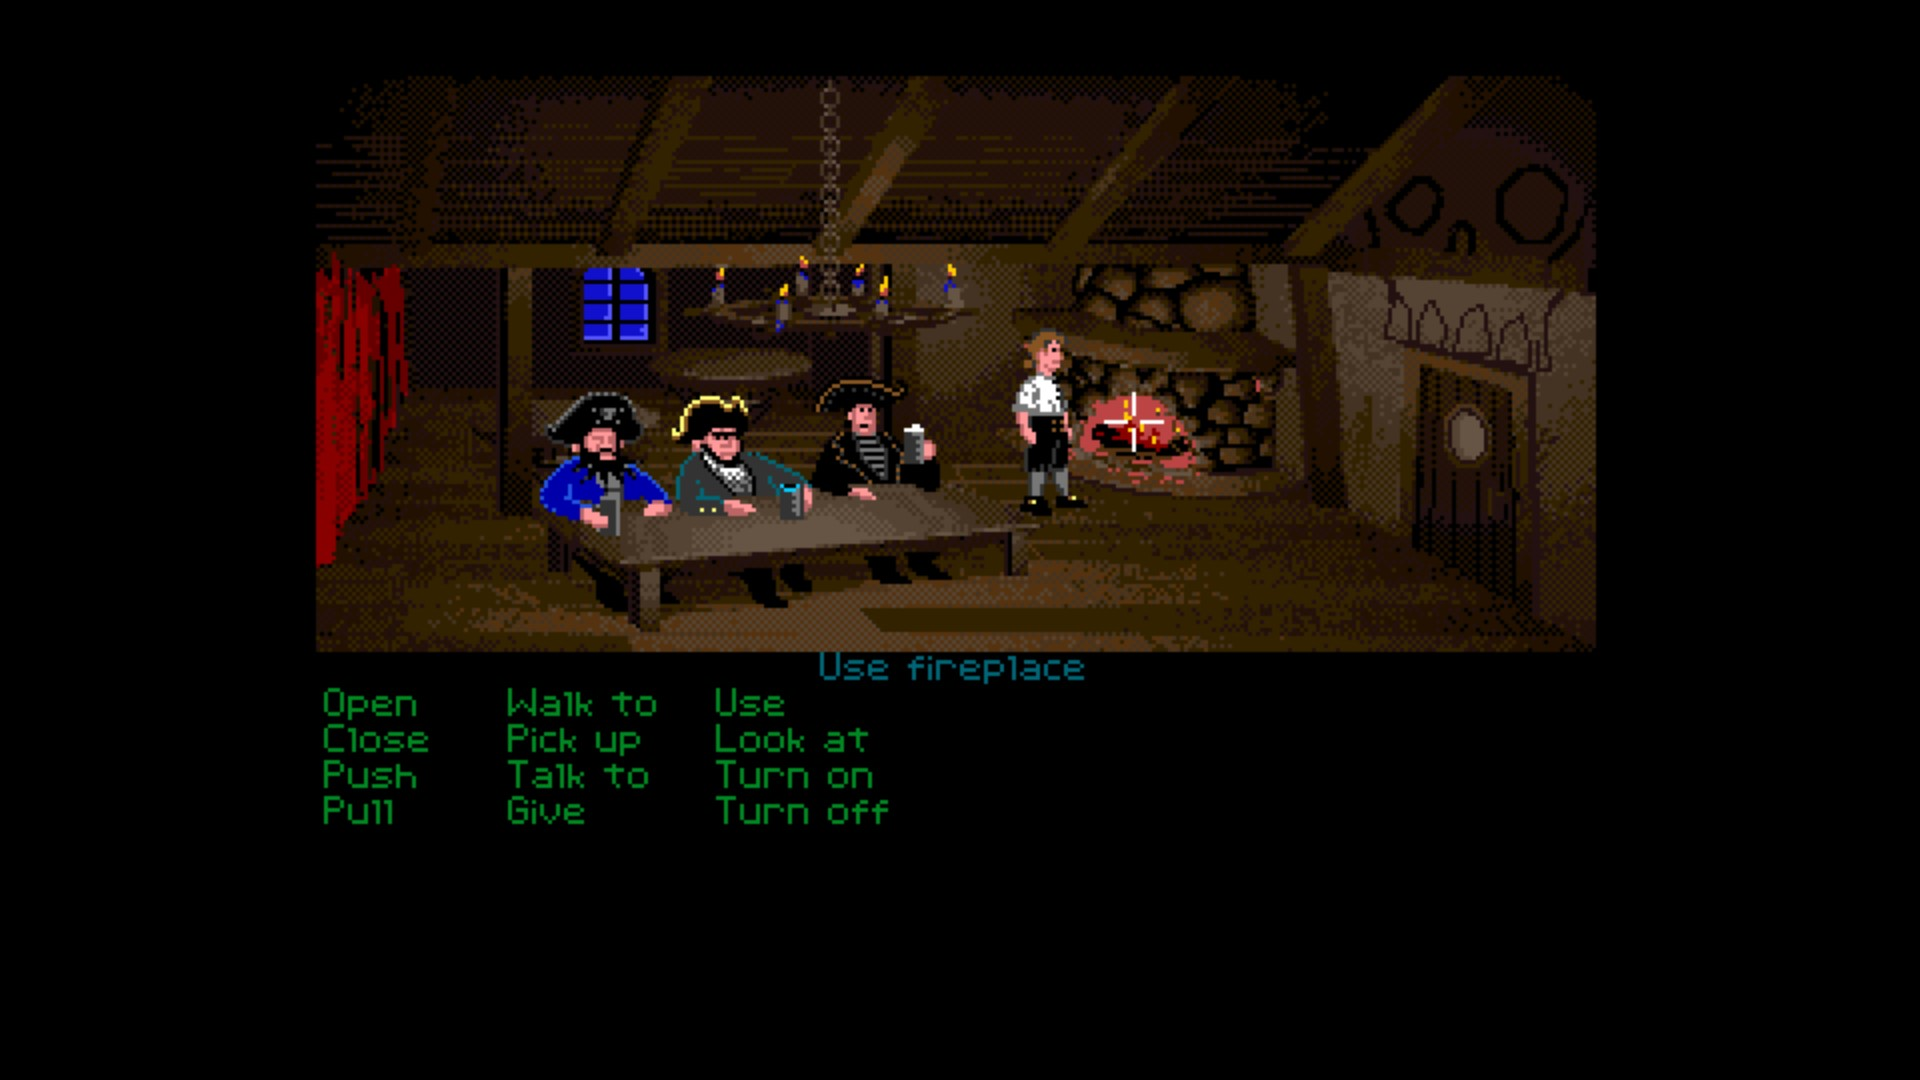 Use fireplace
Open Walk to Use
Close Pick up Look at
Push Talk to Turn on
Pull Give Turn off